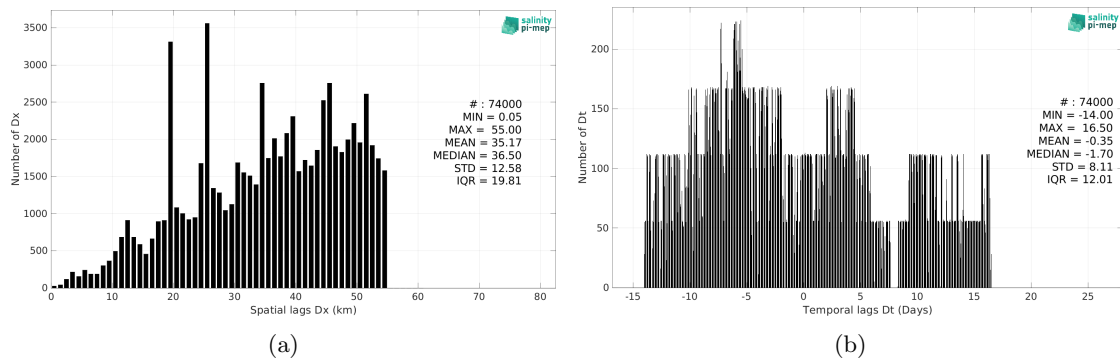 salinity
pi-mep
3500
3000
2500
2000
1500
1000
500
0
Number of Dx
# : 74000
MIN = 0.05
MAX = 55.00
MEAN = 35.17
MEDIAN = 36.50
STD = 12.58
IQR = 19.81
0 10 20 30 40 50 60 70 80
Spatial lags Dx (km)
(a)
salinity
pi-mep
200
150
100
50
0
Number of Dt
# : 74000
MIN = -14.00
MAX = 16.50
MEAN = -0.35
MEDIAN = -1.70
STD = 8.11
IQR = 12.01
-15 -10 -5 0 5 10 15 20 25
Temporal lags Dt (Days)
(b)